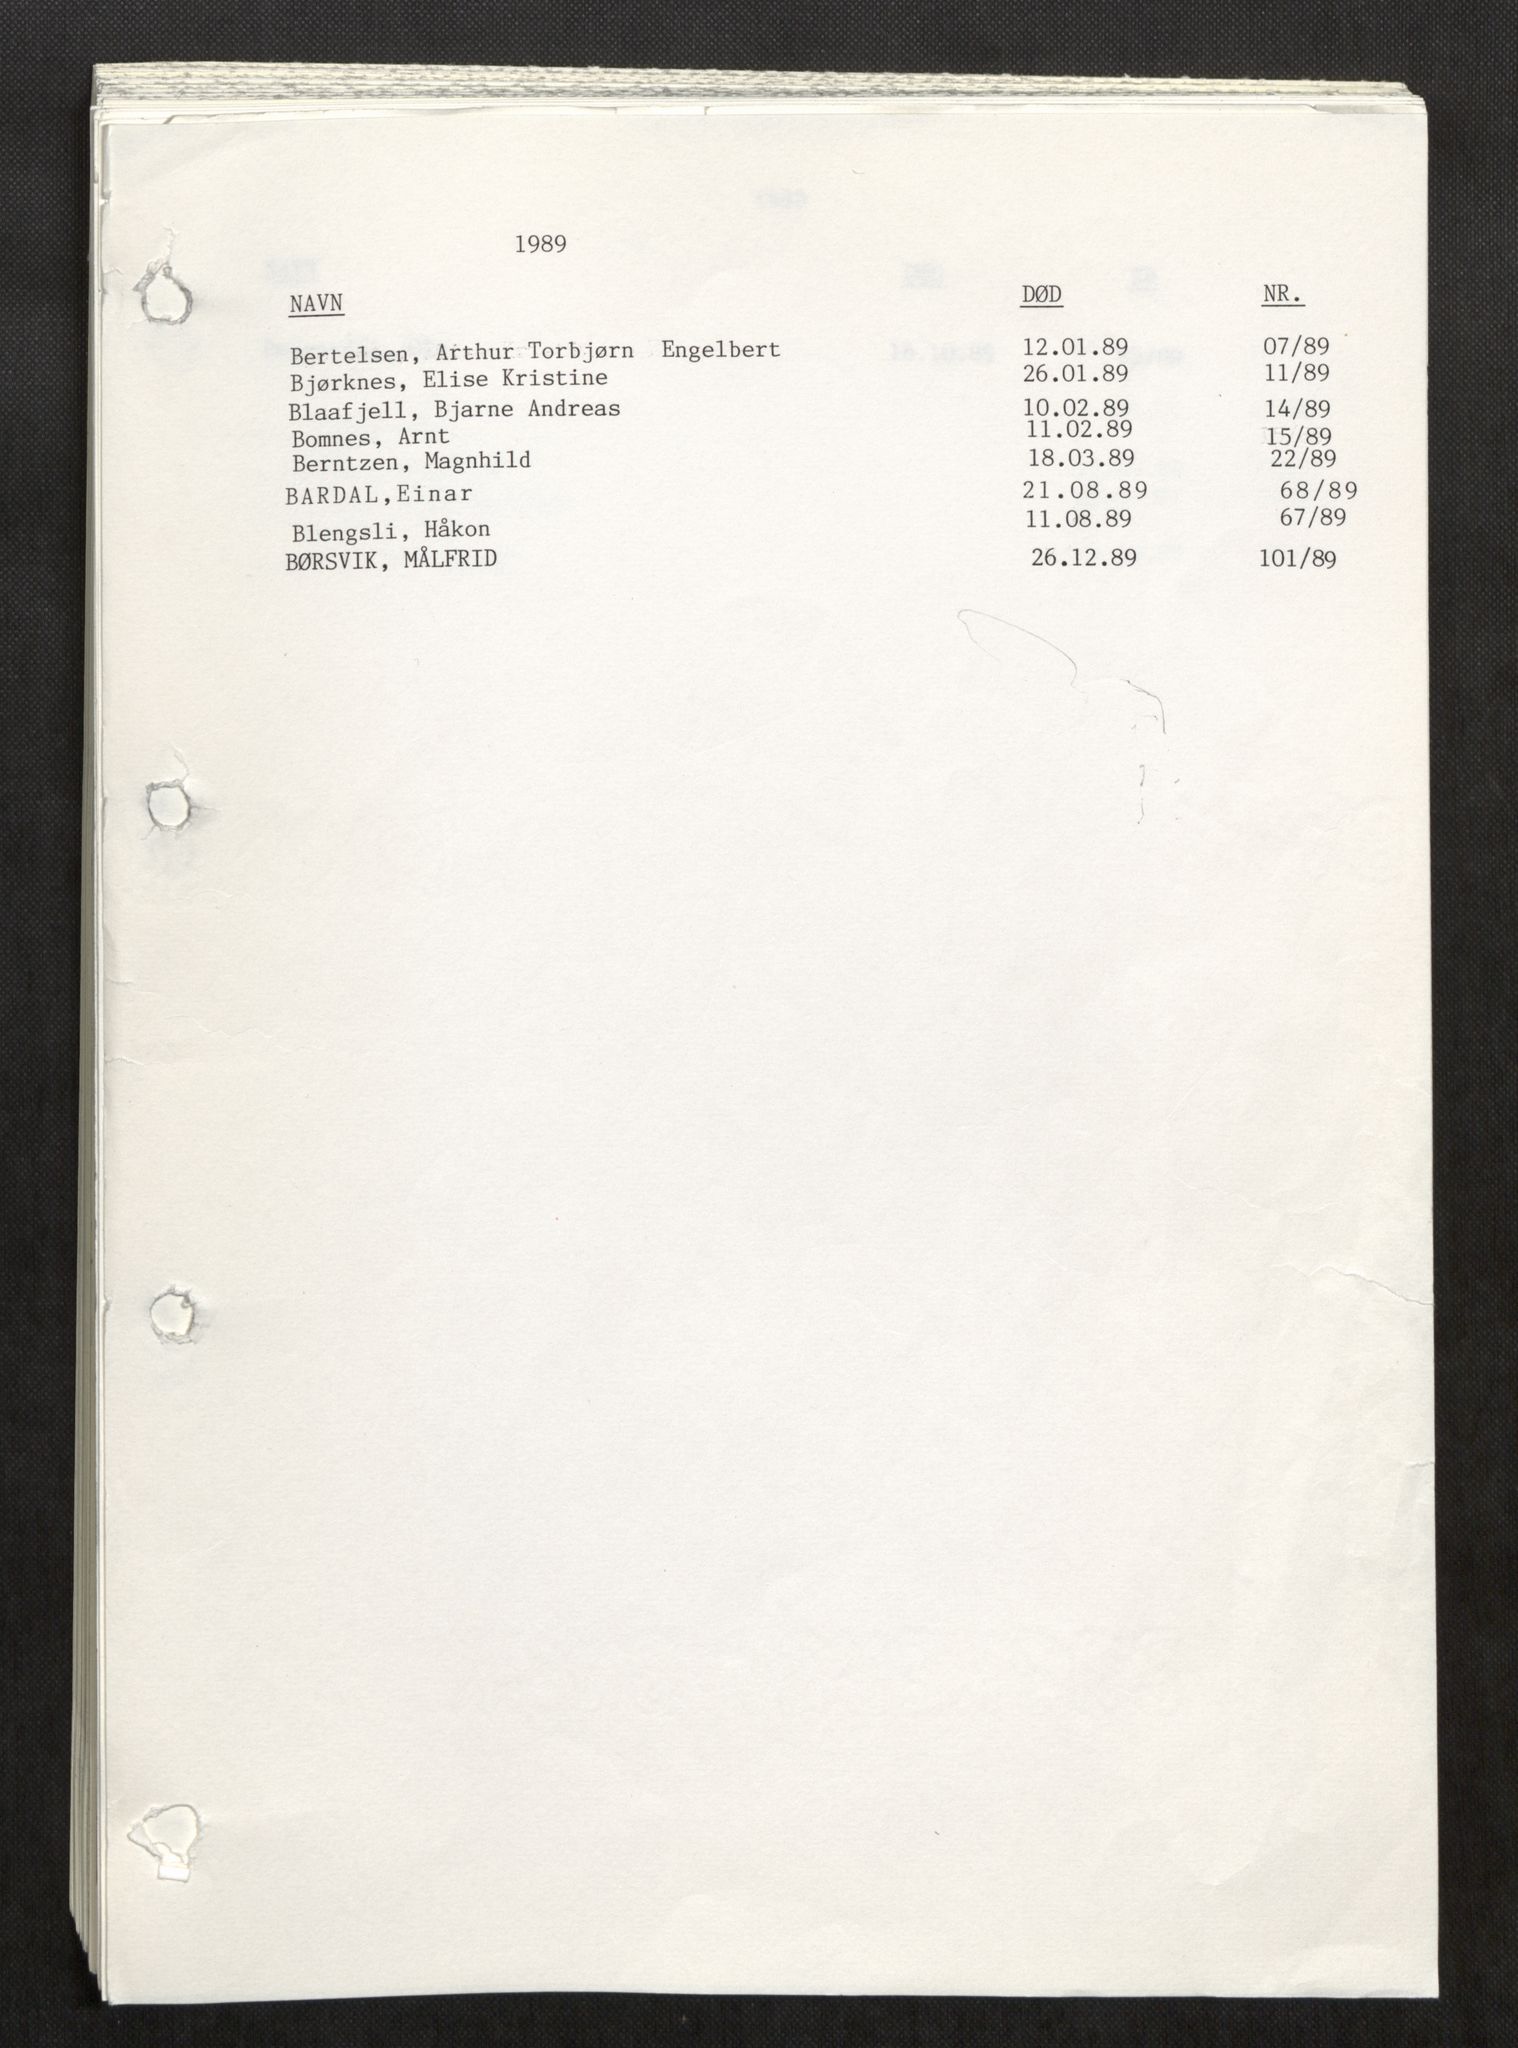 1989
NAVN DØD NR.
Bertelsen, Arthur Torbjørn Engelbert 12.01.89 07/89
Bjørknes, Elise Kristine 26.01.89 11/89
Blaafjell, Bjarne Andreas 10.02.89 14/89
Bomnes, Arnt 11.02.89 15/89
Berntzen, Magnhild 18.03.89 22/89
BARDAL,Einar 21.08.89 68/89
Blengsli, Håkon 11.08.89 67/89
BØRSVIK, MÅLFRID 26.12.89 101/89